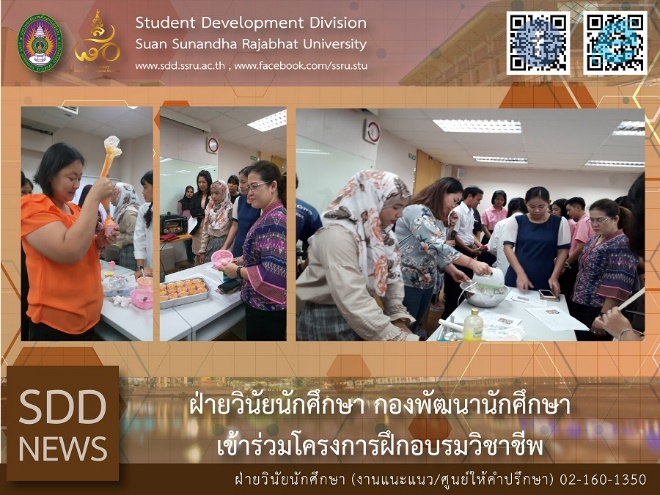 Student Development Division
Suan Sunandha Rajabhat University
www.sdd.ssru.ac.th , www.facebook.com/ssru.stu
SDD
NEWS
ฝ่ายวินัยนักศึกษา กองพัฒนานักศึกษา
เข้าร่วมโครงการฝึกอบรมวิชาชีพ
ฝ่ายวินัยนักศึกษา (งานแนะแนว/ศูนย์ให้คำปรึกษา) 02-160-1350